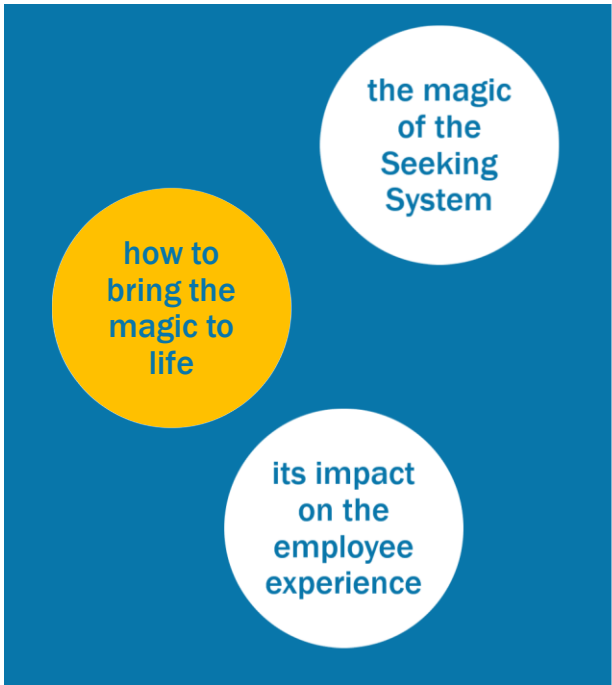 the magic
of the
Seeking
System
how to
bring the
magic to
life
its impact
on the
employee
experience